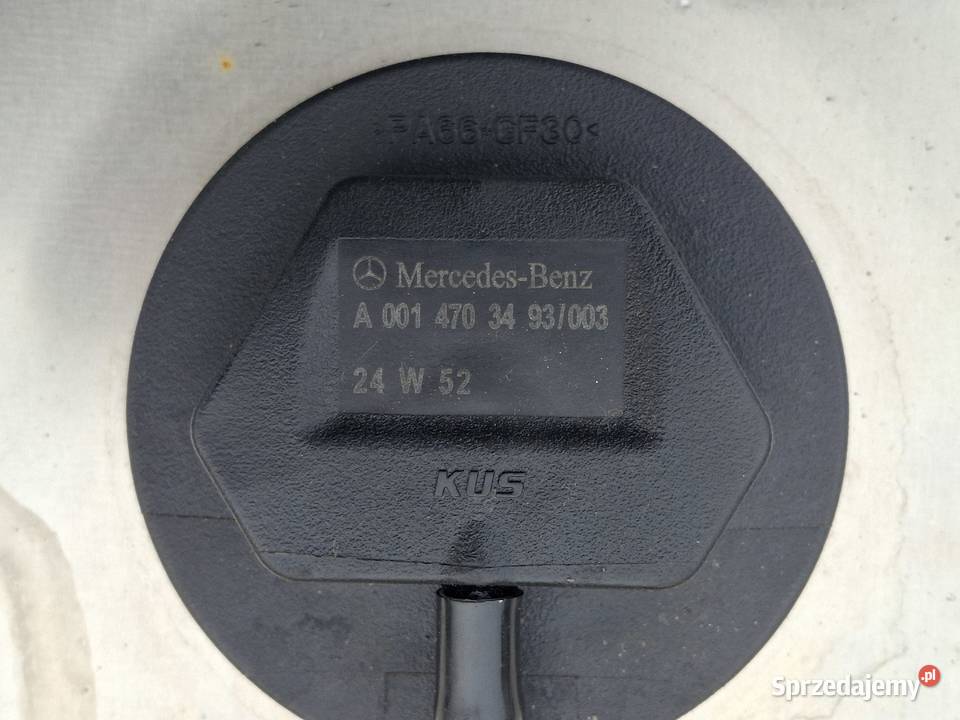 >PA66-GF30<
Mercedes-Benz
A 001 470 34 93/003
24 W 52
KUS
Sprzedajemy.pl